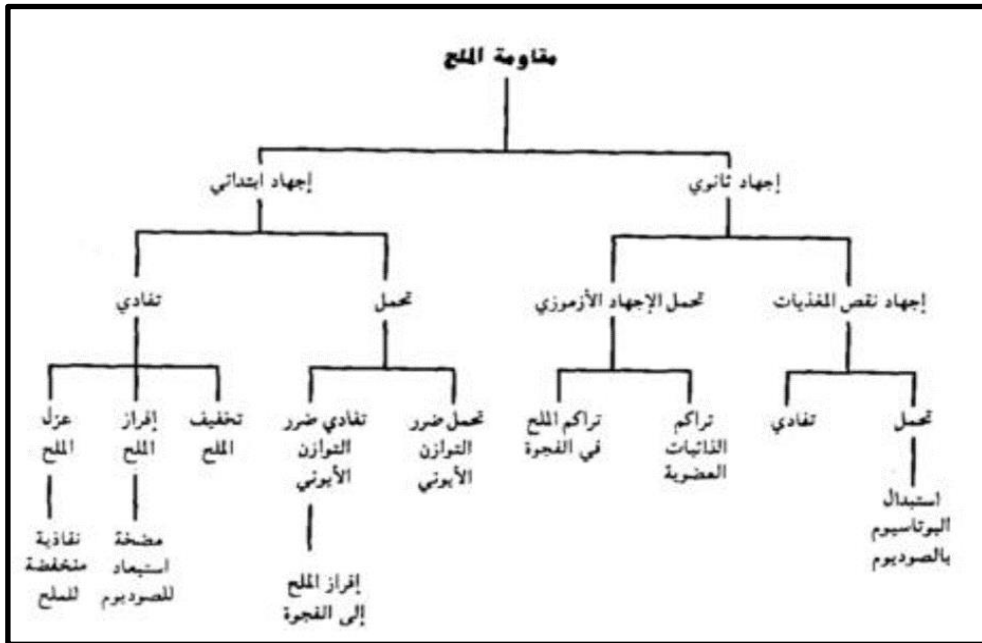 مقاومة الملح
إجهاد ثانوي
إجهاد ابتدائي
إجهاد نقص المغذيات
تحمل الإجهاد الأزموزي
تحمل
تفادي
تحمل
تفادي
تراكم
الذائبات
العضوية
تراكم الملح
في الفجوة
تحمل ضرر
التوازن
الأيوني
تفادي ضرر
التوازن
الأيوني
تخفيف
الملح
إفراز
الملح
عزل
الملح
استبدال
البوتاسيوم
بالصوديوم
إفراز الملح
إلى الفجوة
مضخة
استبعاد
للصوديوم
نفاذية
منخفضة
للملح